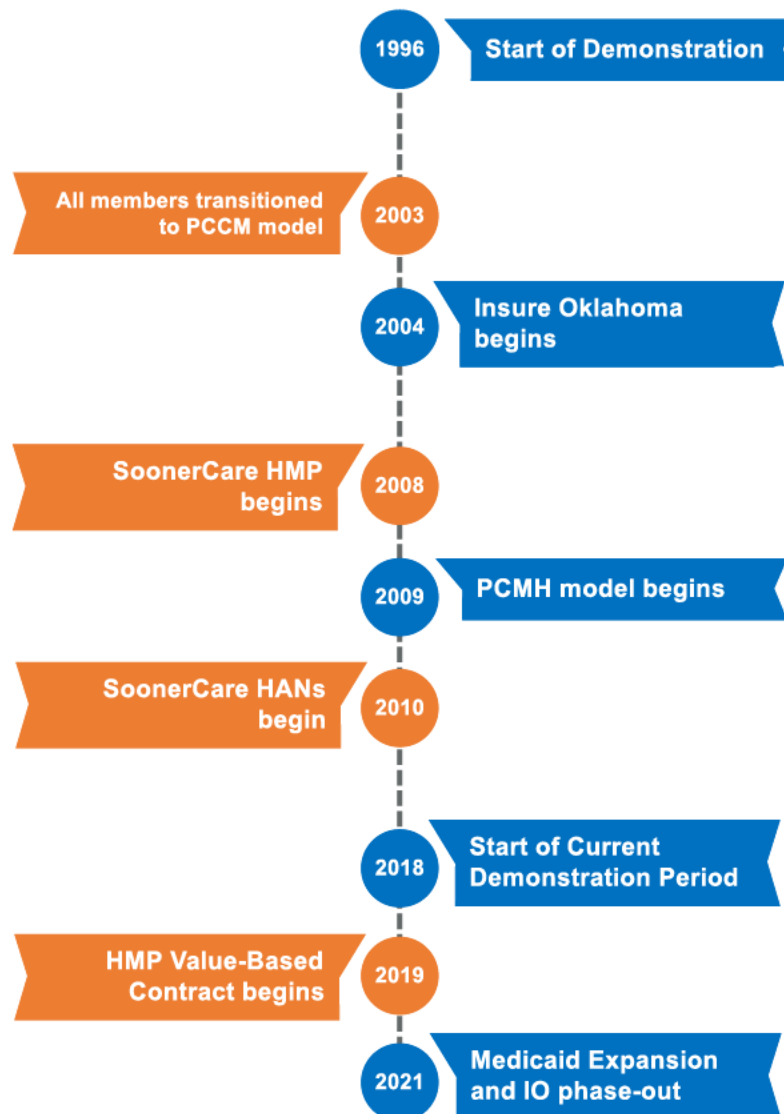 1996
Start of Demonstration
All members transitioned
to PCCM model
2003
2004
Insure Oklahoma
begins
SoonerCare HMP
begins
2008
2009
PCMH model begins
SoonerCare HANs
begin
2010
2018
Start of Current
Demonstration Period
HMP Value-Based
Contract begins
2019
2021
Medicaid Expansion
and IO phase-out